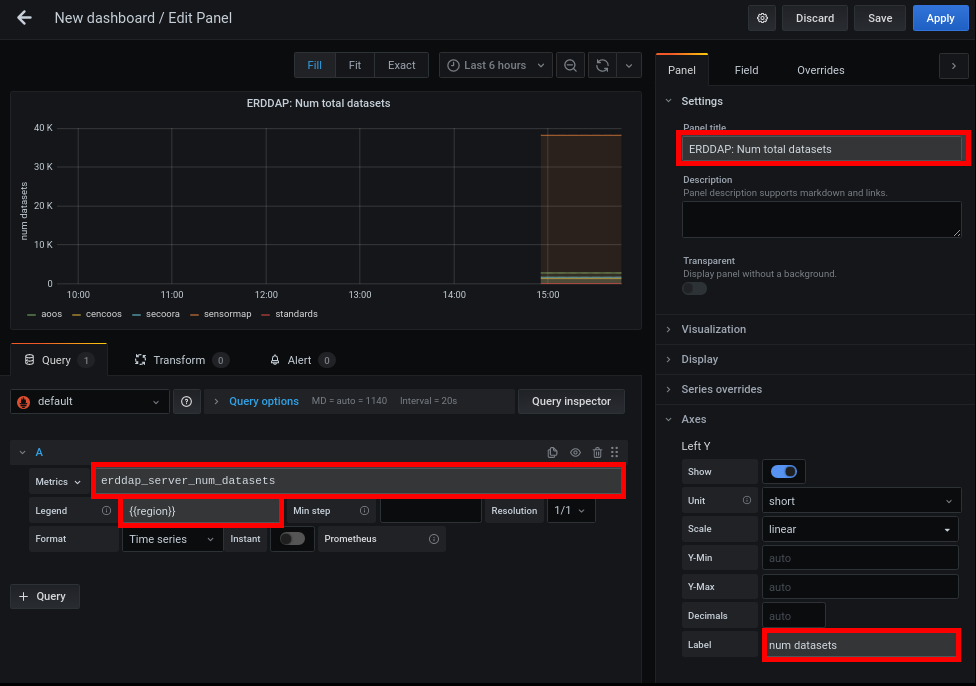 New dashboard / Edit Panel
Discard
Save
Apply
Fill
Fit
Exact
Last 6 hours
ERDDAP: Num total datasets
num datasets
40 K
30 K
20 K
10 K
0
10:00
11:00
12:00
13:00
14:00
15:00
aoos
cencoos
secoora
sensormap
standards
Query 1
Transform 0
Alert 0
default
Query options
MD = auto = 1140
Interval = 20s
Query inspector
A
Metrics
erddap_server_num_datasets
Legend
{{region}}
Min step
Resolution
1/1
Format
Time series
Instant
Prometheus
+ Query
Panel
Field
Overrides
Settings
Panel title
ERDDAP: Num total datasets
Description
Panel description supports markdown and links.
Transparent
Display panel without a background.
Visualization
Display
Series overrides
Axes
Left Y
Show
Unit
short
Scale
linear
Y-Min
auto
Y-Max
auto
Decimals
auto
Label
num datasets